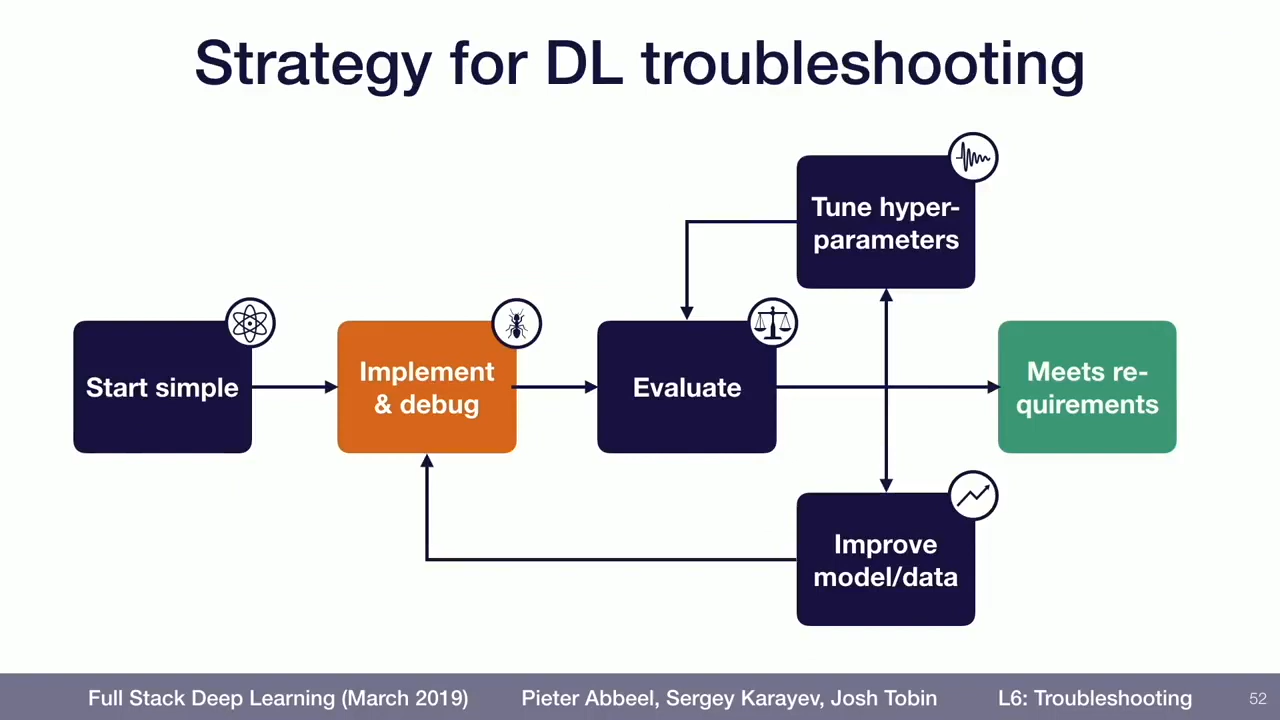 Strategy for DL troubleshooting
Tune hyper-
parameters
Start simple
Implement
& debug
Evaluate
Meets re-
quirements
Improve
model/data
Full Stack Deep Learning (March 2019) Pieter Abbeel, Sergey Karayev, Josh Tobin L6: Troubleshooting 52